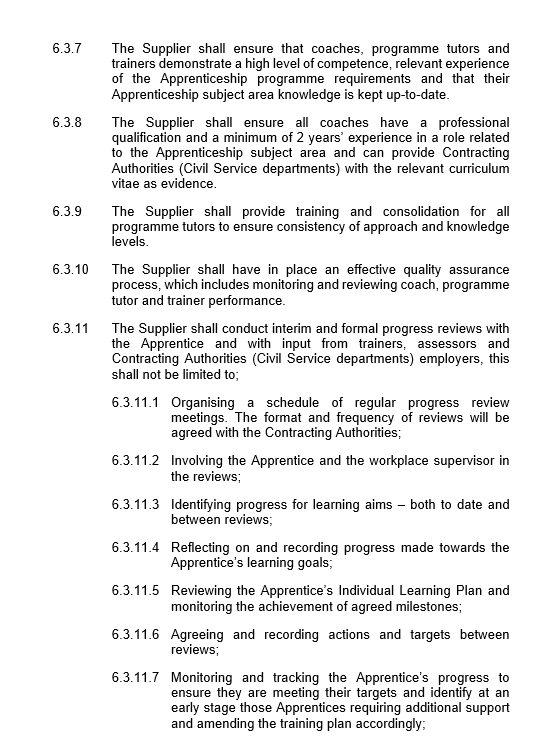 6.3.7 The Supplier shall ensure that coaches, programme tutors and
trainers demonstrate a high level of competence, relevant experience
of the Apprenticeship programme requirements and that their
Apprenticeship subject area knowledge is kept up-to-date.
6.3.8 The Supplier shall ensure all coaches have a professional
qualification and a minimum of 2 years’ experience in a role related
to the Apprenticeship subject area and can provide Contracting
Authorities (Civil Service departments) with the relevant curriculum
vitae as evidence.
6.3.9 The Supplier shall provide training and consolidation for all
programme tutors to ensure consistency of approach and knowledge
levels.
6.3.10 The Supplier shall have in place an effective quality assurance
process, which includes monitoring and reviewing coach, programme
tutor and trainer performance.
6.3.11 The Supplier shall conduct interim and formal progress reviews with
the Apprentice and with input from trainers, assessors and
Contracting Authorities (Civil Service departments) employers, this
shall not be limited to;
6.3.11.1 Organising a schedule of regular progress review
meetings. The format and frequency of reviews will be
agreed with the Contracting Authorities;
6.3.11.2 Involving the Apprentice and the workplace supervisor in
the reviews;
6.3.11.3 Identifying progress for learning aims – both to date and
between reviews;
6.3.11.4 Reflecting on and recording progress made towards the
Apprentice’s learning goals;
6.3.11.5 Reviewing the Apprentice’s Individual Learning Plan and
monitoring the achievement of agreed milestones;
6.3.11.6 Agreeing and recording actions and targets between
reviews;
6.3.11.7 Monitoring and tracking the Apprentice’s progress to
ensure they are meeting their targets and identify at an
early stage those Apprentices requiring additional support
and amending the training plan accordingly;